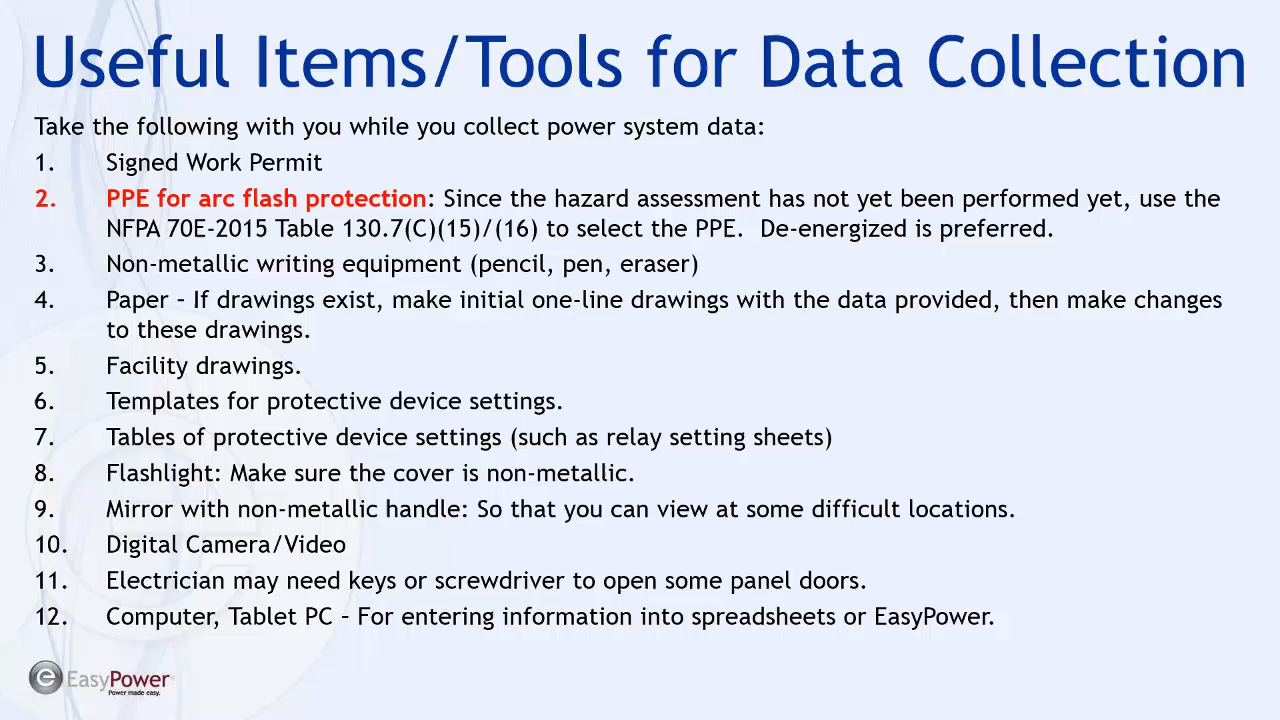 Useful Items/Tools for Data Collection
Take the following with you while you collect power system data:
1. Signed Work Permit
2. PPE for arc flash protection: Since the hazard assessment has not yet been performed yet, use the
NFPA 70E-2015 Table 130.7(C)(15)/(16) to select the PPE.  De-energized is preferred.
3. Non-metallic writing equipment (pencil, pen, eraser)
4. Paper – If drawings exist, make initial one-line drawings with the data provided, then make changes
to these drawings.
5. Facility drawings.
6. Templates for protective device settings.
7. Tables of protective device settings (such as relay setting sheets)
8. Flashlight: Make sure the cover is non-metallic.
9. Mirror with non-metallic handle: So that you can view at some difficult locations.
10. Digital Camera/Video
11. Electrician may need keys or screwdriver to open some panel doors.
12. Computer, Tablet PC – For entering information into spreadsheets or EasyPower.
e EasyPower
Power made easy.